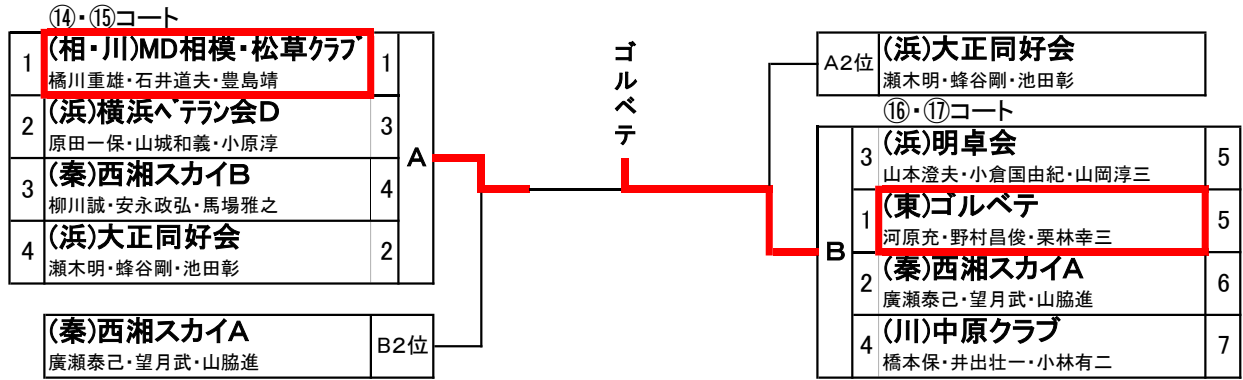 ⑭・⑮コート
1 (相・川)MD相模・松草クラブ 1
橘川重雄・石井道夫・豊島靖
2 (浜)横浜ベテラン会D 3
原田一保・山城和義・小原淳
A
3 (秦)西湘スカイB 4
柳川誠・安永政弘・馬場雅之
4 (浜)大正同好会 2
瀬木明・蜂谷剛・池田彰
(秦)西湘スカイA B2位
廣瀬泰己・望月武・山脇進
ゴルベテ
A2位 (浜)大正同好会
瀬木明・蜂谷剛・池田彰
⑯・⑰コート
3 (浜)明卓会 5
山本澄夫・小倉国由紀・山岡淳三
1 (東)ゴルベテ 5
河原充・野村昌俊・栗林幸三
B
2 (秦)西湘スカイA 6
廣瀬泰己・望月武・山脇進
4 (川)中原クラブ 7
橋本保・井出壮一・小林有二